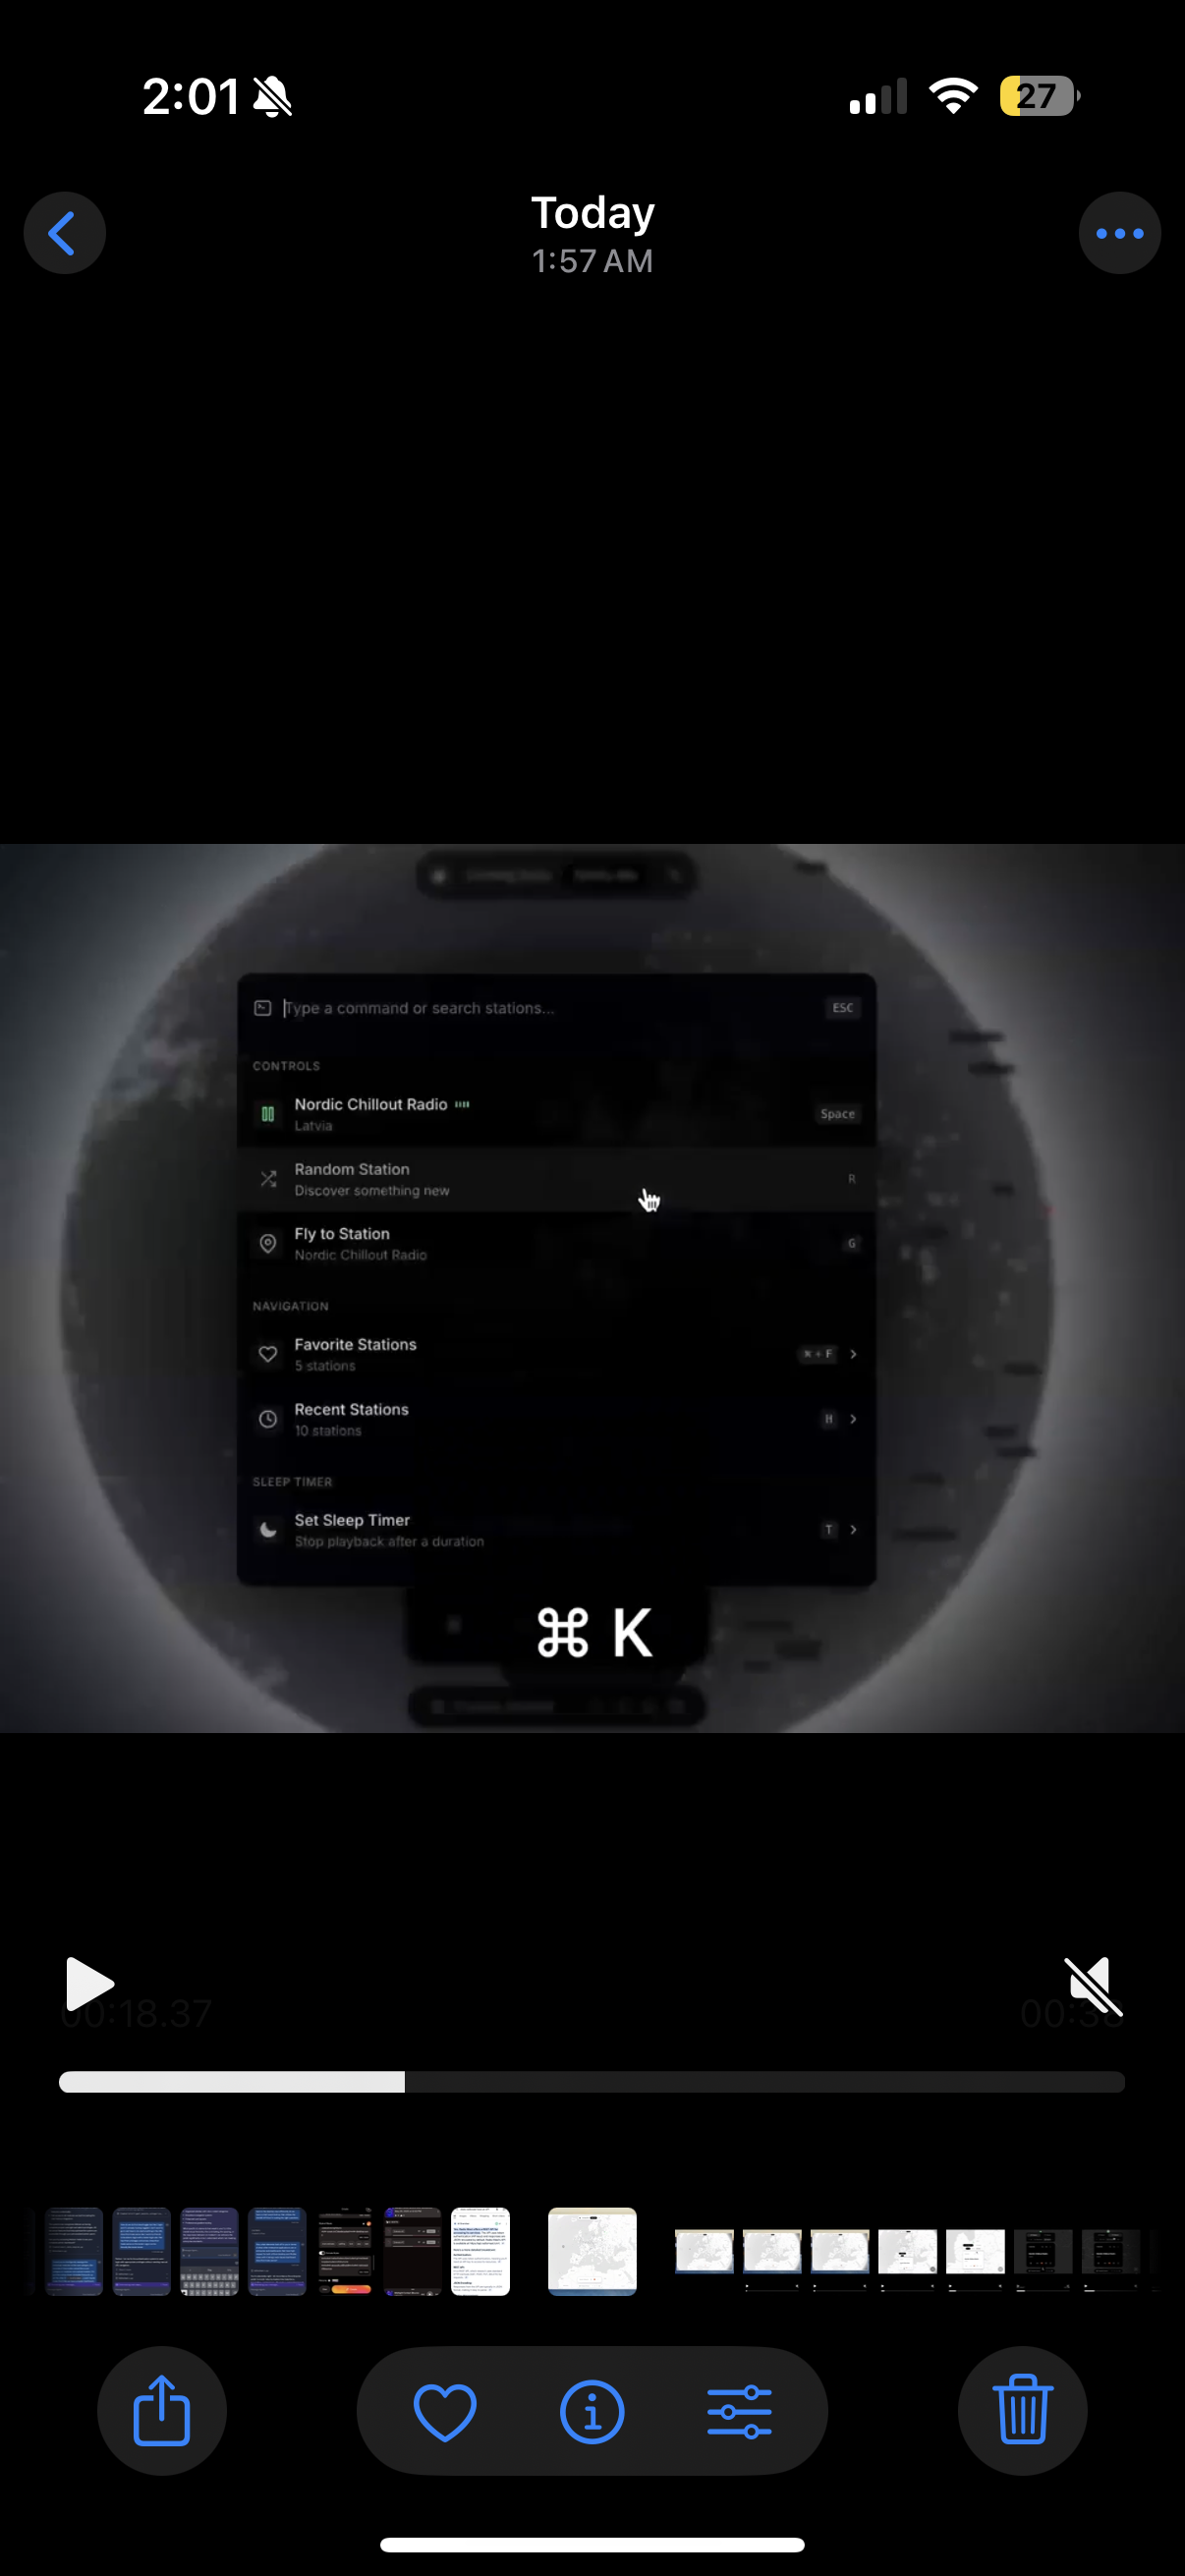 2:01
27
Today
1:57 AM
Type a command or search stations...
ESC
CONTROLS
Nordic Chillout Radio
Latvia
Space
Random Station
Discover something new
R
Fly to Station
Nordic Chillout Radio
G
NAVIGATION
Favorite Stations
5 stations
⌘ + F
Recent Stations
10 stations
H
SLEEP TIMER
Set Sleep Timer
Stop playback after a duration
T
⌘ K
00:18.37
00:38